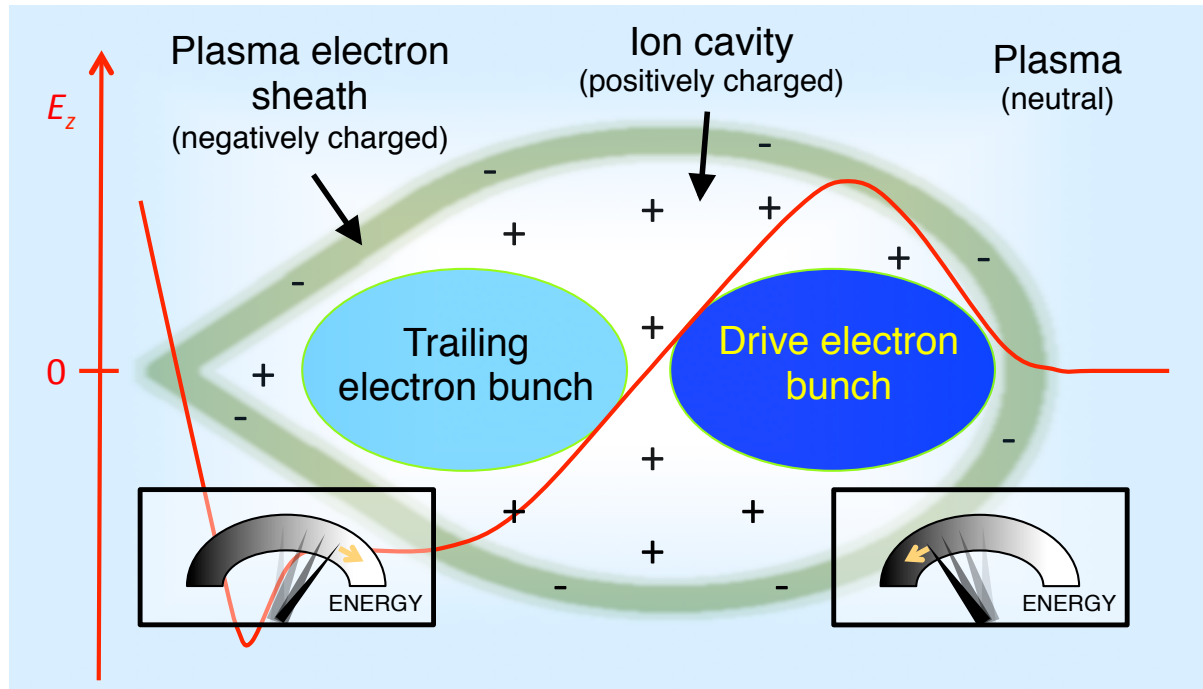 Plasma electron
sheath
(negatively charged)
Ion cavity
(positively charged)
Plasma
(neutral)
Ez
0
Trailing
electron bunch
Drive electron
bunch
ENERGY
ENERGY